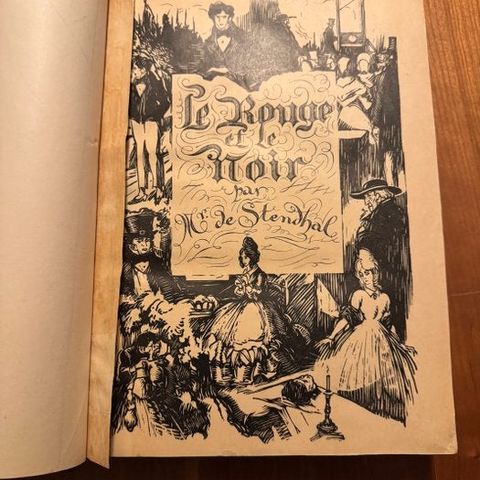 Le Rouge
et le
Noir
par
Mr. de Stendhal